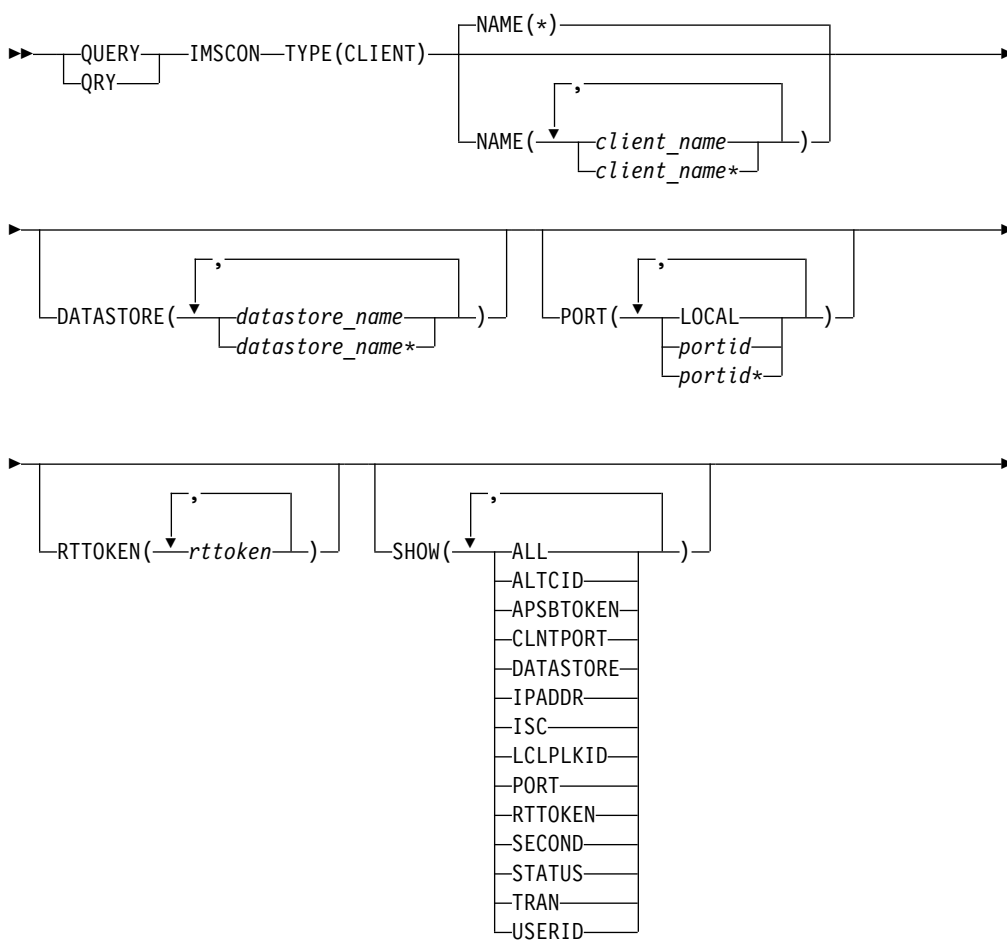 NAME(*)
QUERY IMSCON TYPE(CLIENT)
QRY
,
NAME( client_name )
client_name*
, ,
DATASTORE( datastore_name ) PORT( LOCAL )
datastore_name* portid
portid*
, ,
RTTOKEN( rttoken ) SHOW( ALL )
ALTCID
APSBTOKEN
CLNTPORT
DATASTORE
IPADDR
ISC
LCLPLKID
PORT
RTTOKEN
SECOND
STATUS
TRAN
USERID